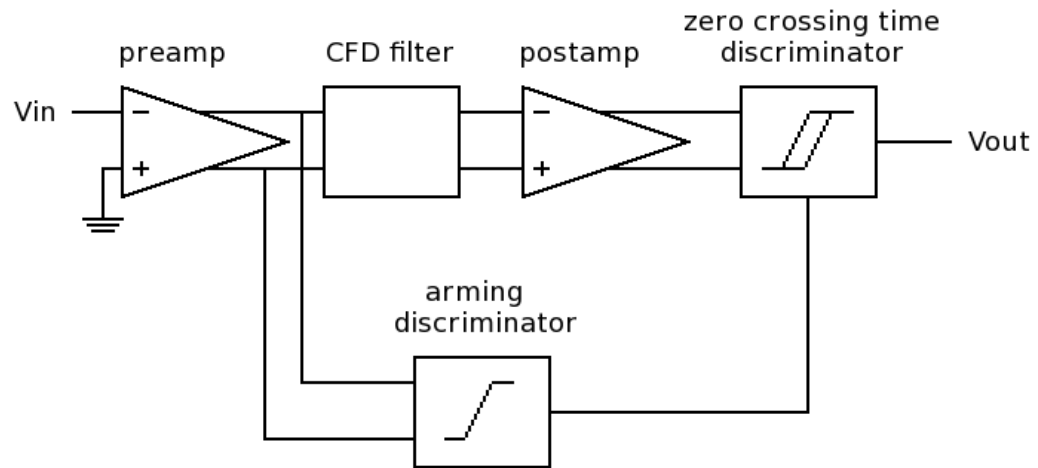 zero crossing time
discriminator
preamp
CFD filter
postamp
Vin
−
+
−
+
Vout
arming
discriminator